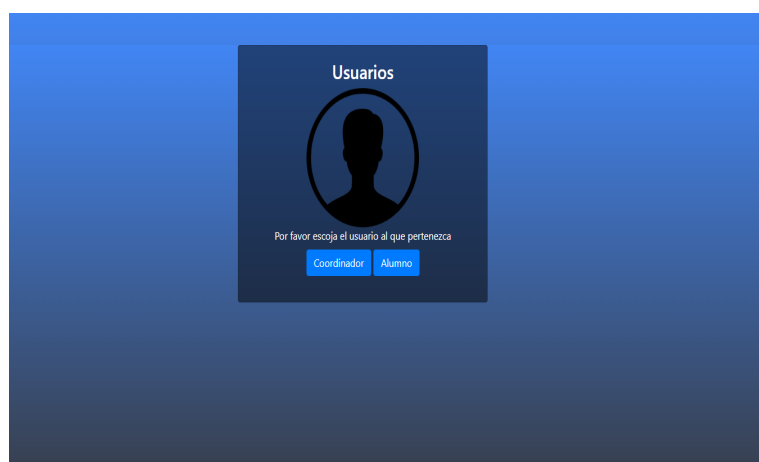 Usuarios
Por favor escoja el usuario al que pertenezca
Coordinador Alumno